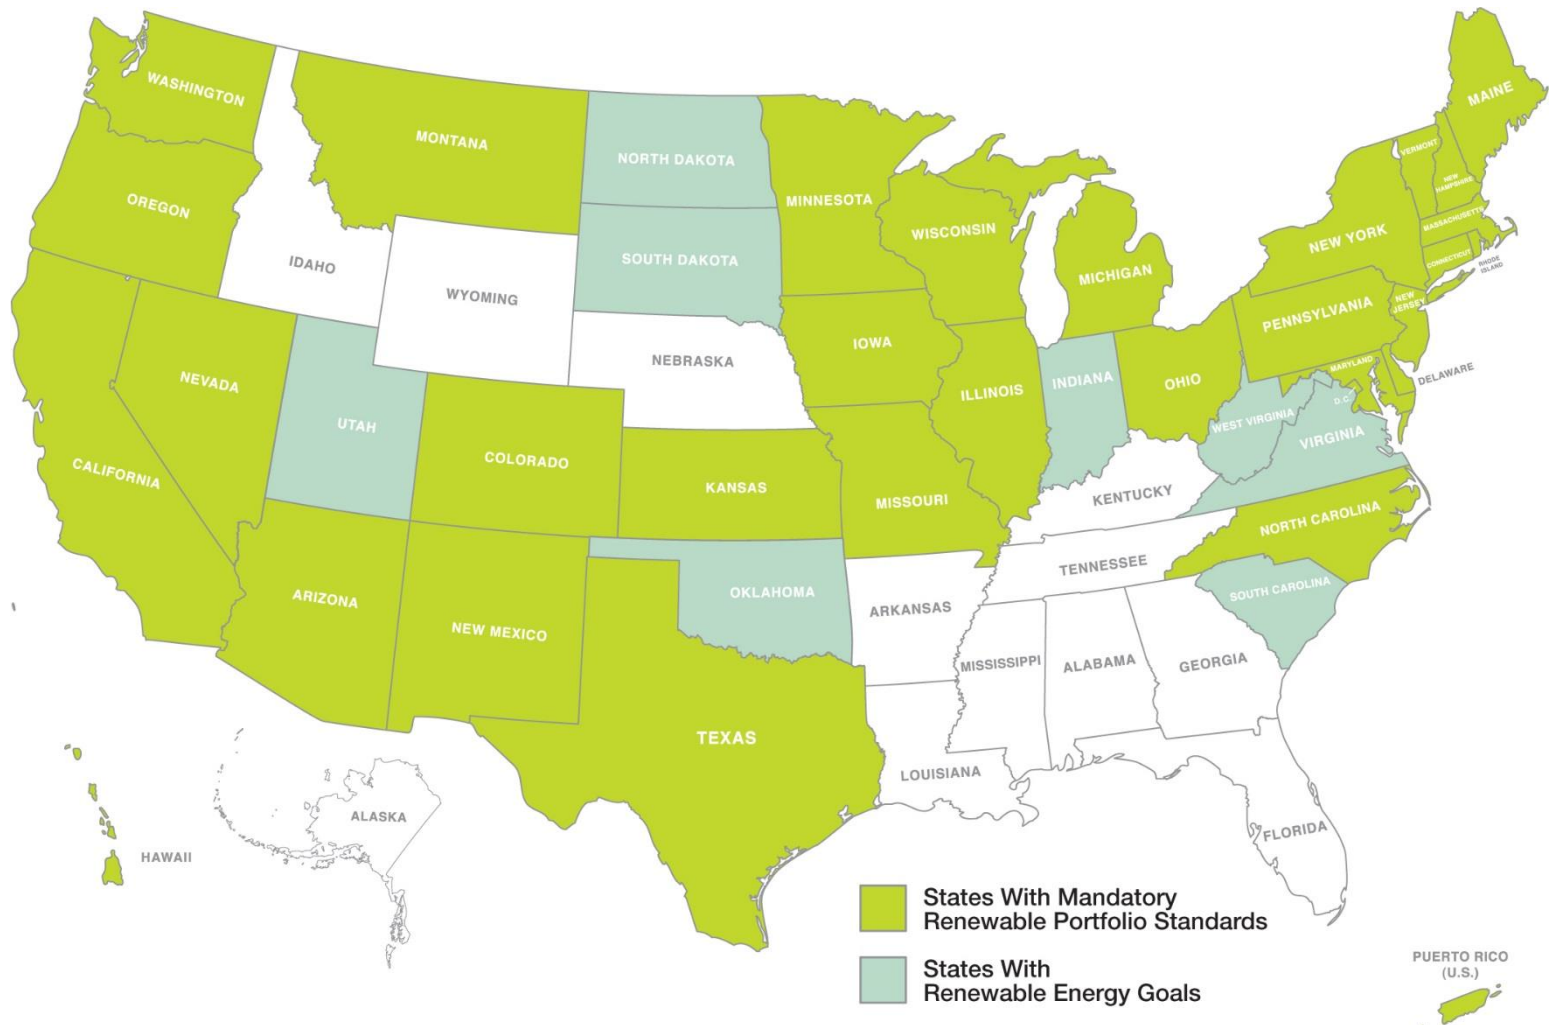 WASHINGTON
MONTANA
NORTH DAKOTA
MINNESOTA
MAINE
VERMONT
NEW
HAMPSHIRE
OREGON
IDAHO
WYOMING
SOUTH DAKOTA
WISCONSIN
MICHIGAN
NEW YORK
MASSACHUSETTS
CONNECTICUT
RHODE
ISLAND
NEVADA
UTAH
COLORADO
NEBRASKA
IOWA
ILLINOIS
INDIANA
OHIO
PENNSYLVANIA
NEW
JERSEY
MARYLAND
DELAWARE
D.C.
WEST VIRGINIA
VIRGINIA
CALIFORNIA
KANSAS
MISSOURI
KENTUCKY
NORTH CAROLINA
TENNESSEE
SOUTH CAROLINA
ARIZONA
NEW MEXICO
OKLAHOMA
ARKANSAS
MISSISSIPPI
ALABAMA
GEORGIA
TEXAS
LOUISIANA
FLORIDA
ALASKA
HAWAII
States With Mandatory
Renewable Portfolio Standards
States With
Renewable Energy Goals
PUERTO RICO
(U.S.)